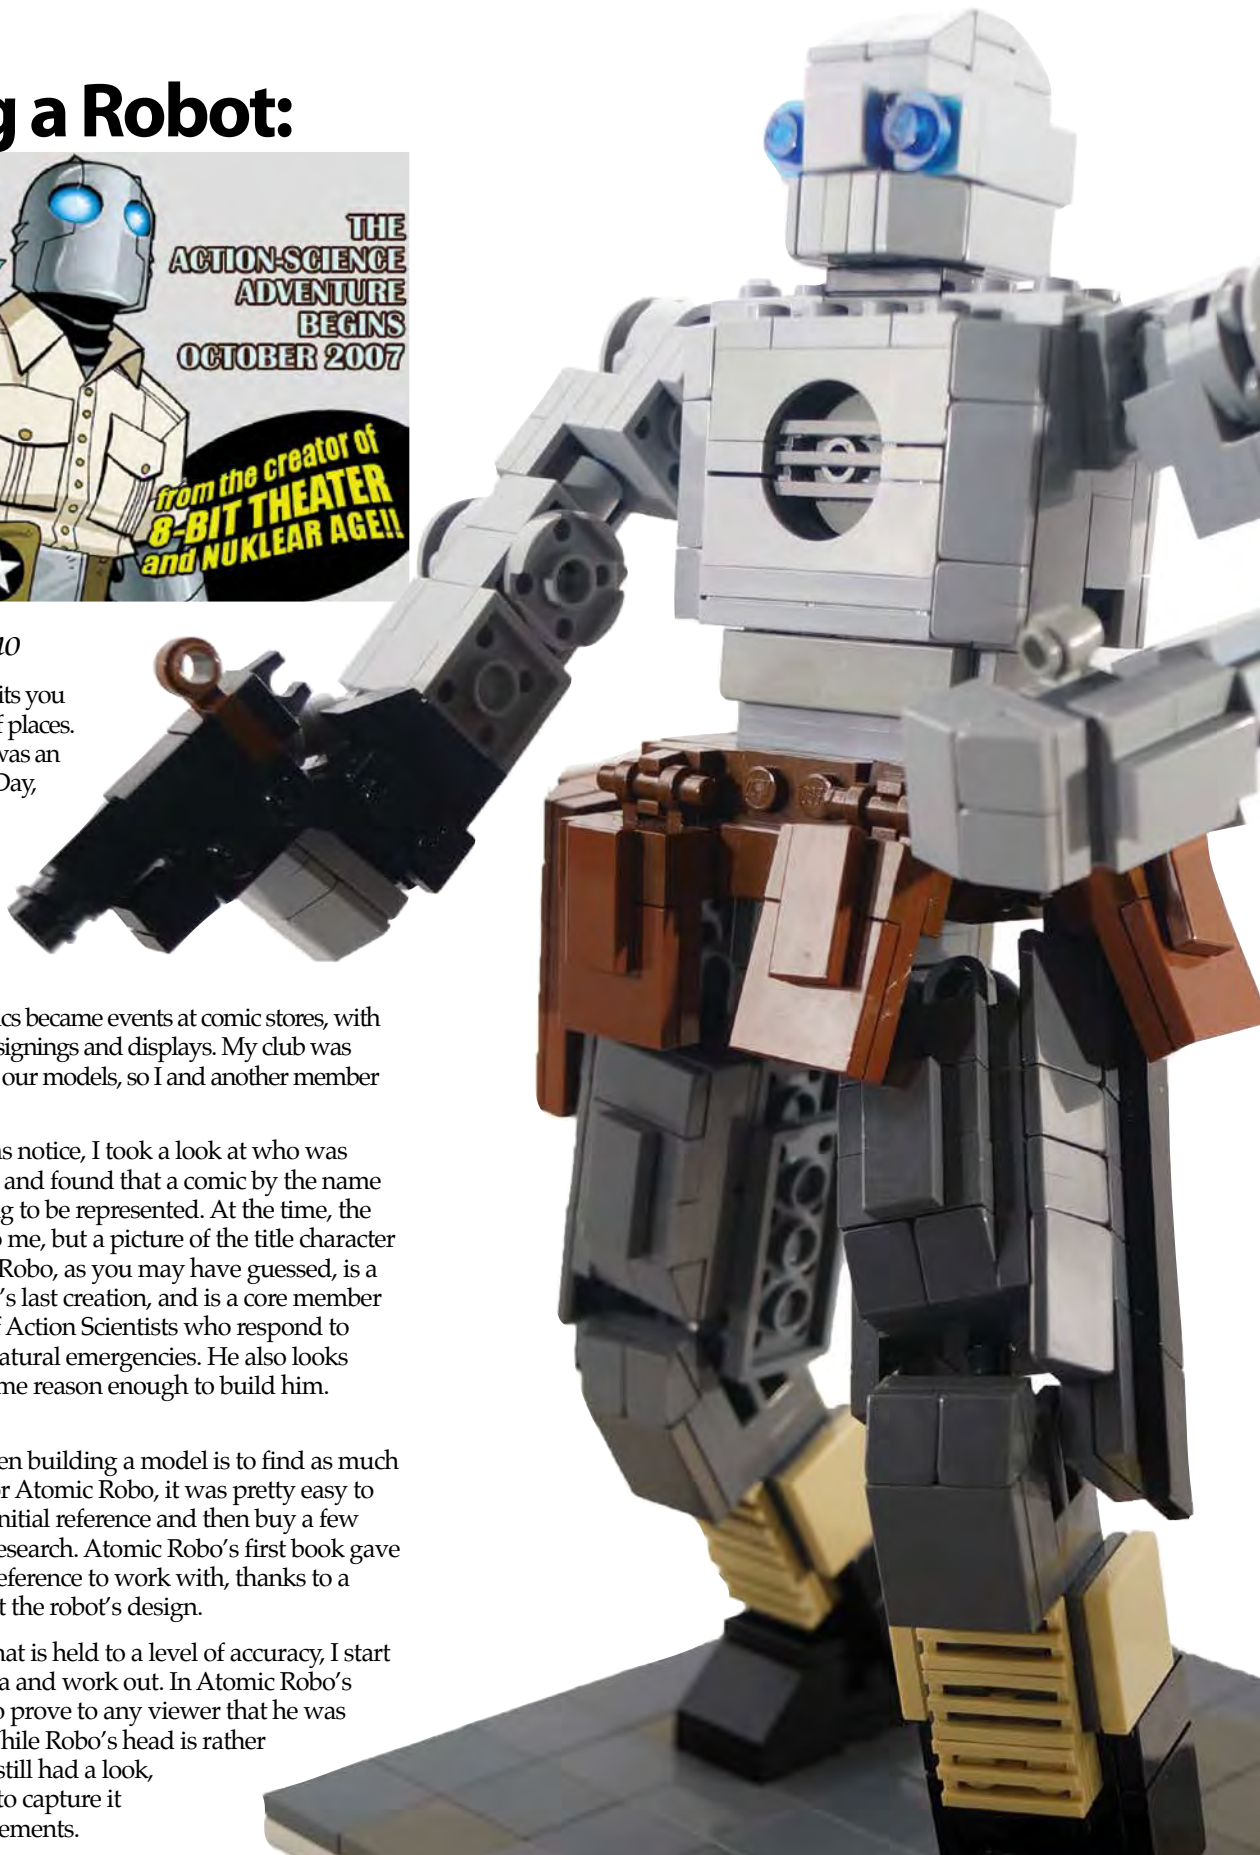 g a Robot:
THE
ACTION-SCIENCE
ADVENTURE
BEGINS
OCTOBER 2007
from the creator of
8-BIT THEATER
and NUKLEAR AGE!!
its you
f places.
was an
Day,
cs became events at comic stores, with
signings and displays. My club was
our models, so I and another member
s notice, I took a look at who was
and found that a comic by the name
g to be represented. At the time, the
o me, but a picture of the title character
Robo, as you may have guessed, is a
's last creation, and is a core member
f Action Scientists who respond to
atural emergencies. He also looks
me reason enough to build him.
en building a model is to find as much
or Atomic Robo, it was pretty easy to
nitial reference and then buy a few
esearch. Atomic Robo's first book gave
eference to work with, thanks to a
t the robot's design.
hat is held to a level of accuracy, I start
a and work out. In Atomic Robo's
o prove to any viewer that he was
hile Robo's head is rather
still had a look,
to capture it
ements.